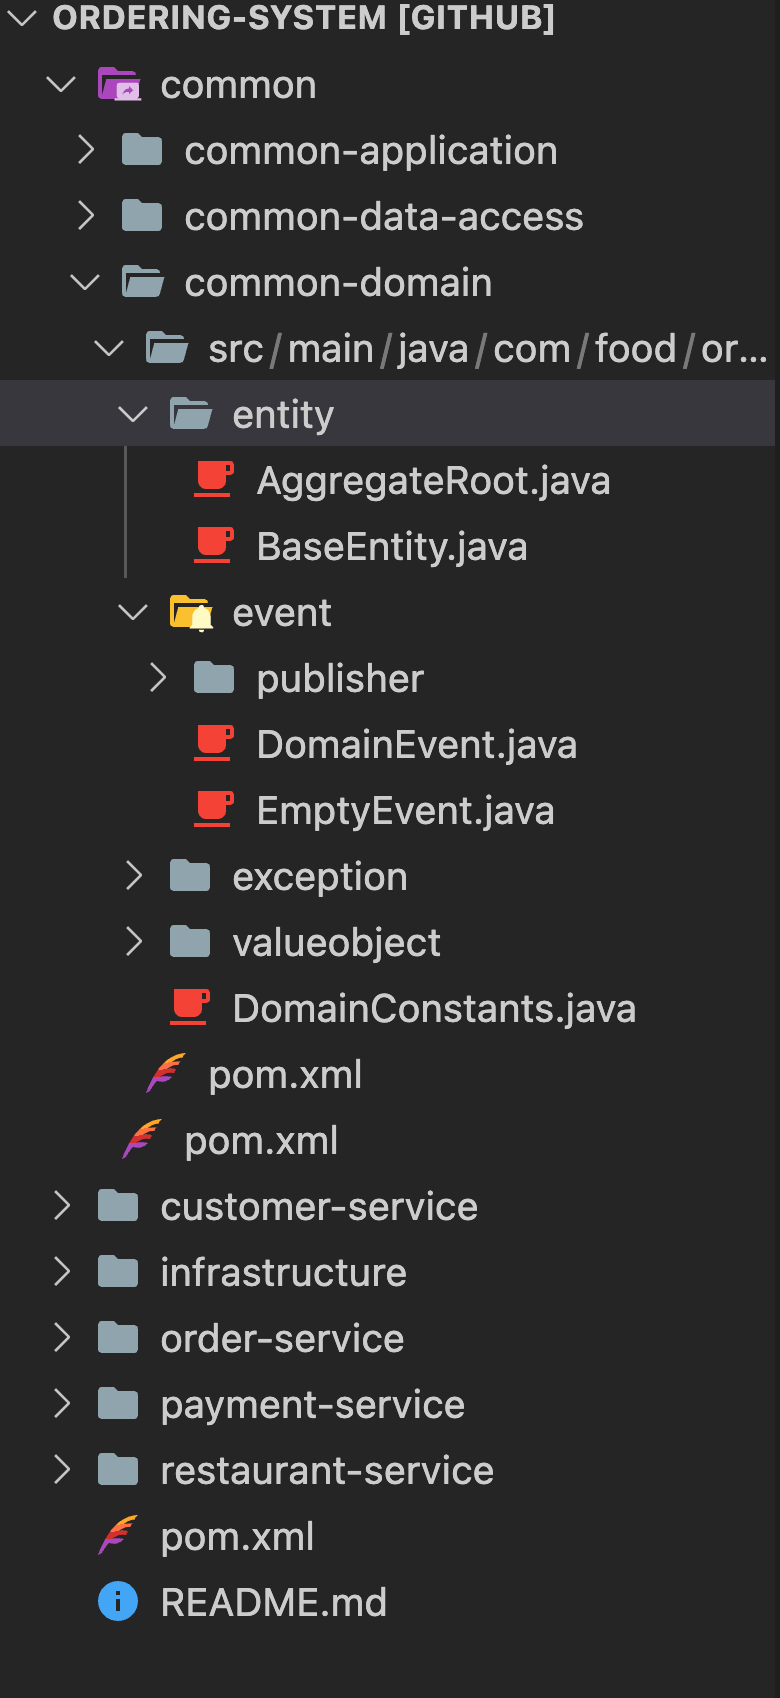 ORDERING-SYSTEM [GITHUB]
common
common-application
common-data-access
common-domain
src/main/java/com/food/or...
entity
AggregateRoot.java
BaseEntity.java
event
publisher
DomainEvent.java
EmptyEvent.java
exception
valueobject
DomainConstants.java
pom.xml
pom.xml
customer-service
infrastructure
order-service
payment-service
restaurant-service
pom.xml
README.md